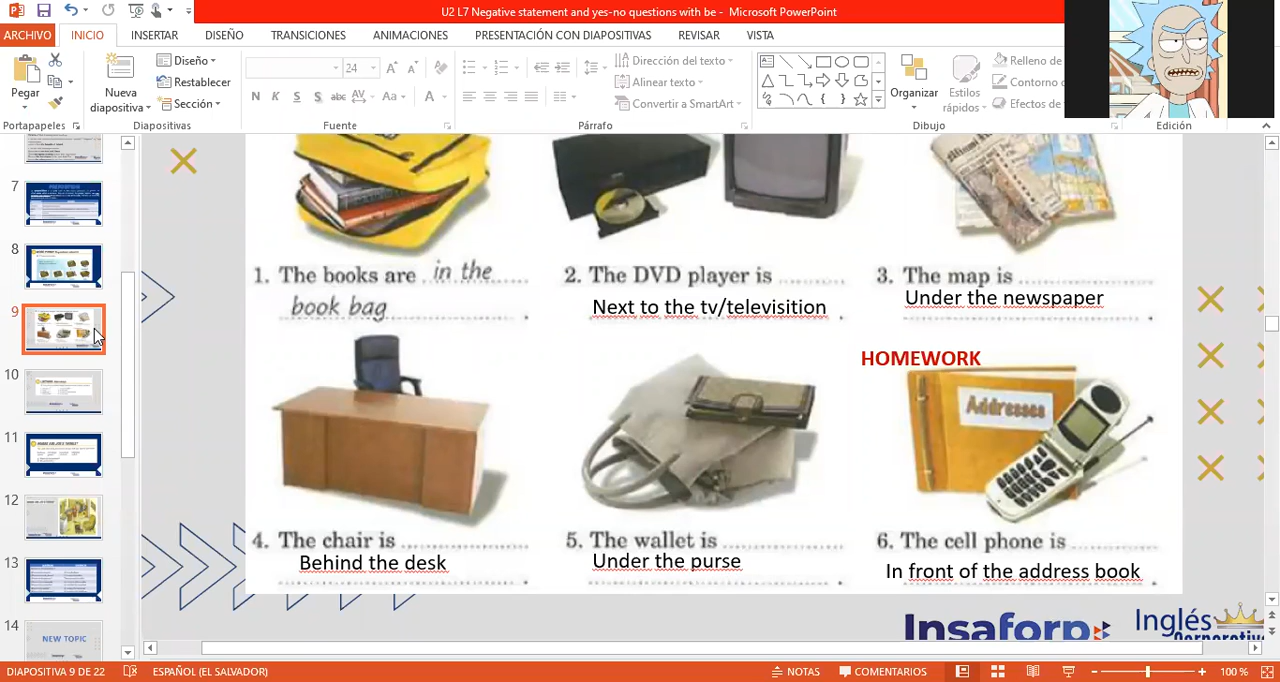 U2 L7 Negative statement and yes-no questions with be - Microsoft PowerPoint
ARCHIVO INICIO INSERTAR DISEÑO TRANSICIONES ANIMACIONES PRESENTACIÓN CON DIAPOSITIVAS REVISAR VISTA
Pegar
Nueva
diapositiva
Diseño
Restablecer
Sección
24
N K S S abc AV Aa A
Dirección del texto
Alinear texto
Convertir a SmartArt
Organizar
Estilos
rápidos
Relleno de
Contorno
Efectos de
Portapapeles Diapositivas Fuente Párrafo Dibujo Edición
7
8
9
10
11
12
13
14
NEW TOPIC
1. The books are in the
book bag
2. The DVD player is
Next to the tv/televisition
3. The map is
Under the newspaper
HOMEWORK
Addresses
4. The chair is
Behind the desk
5. The wallet is
Under the purse
6. The cell phone is
In front of the address book
Insaforp
Inglés
DIAPOSITIVA 9 DE 22 ESPAÑOL (EL SALVADOR) NOTAS COMENTARIOS 100 %